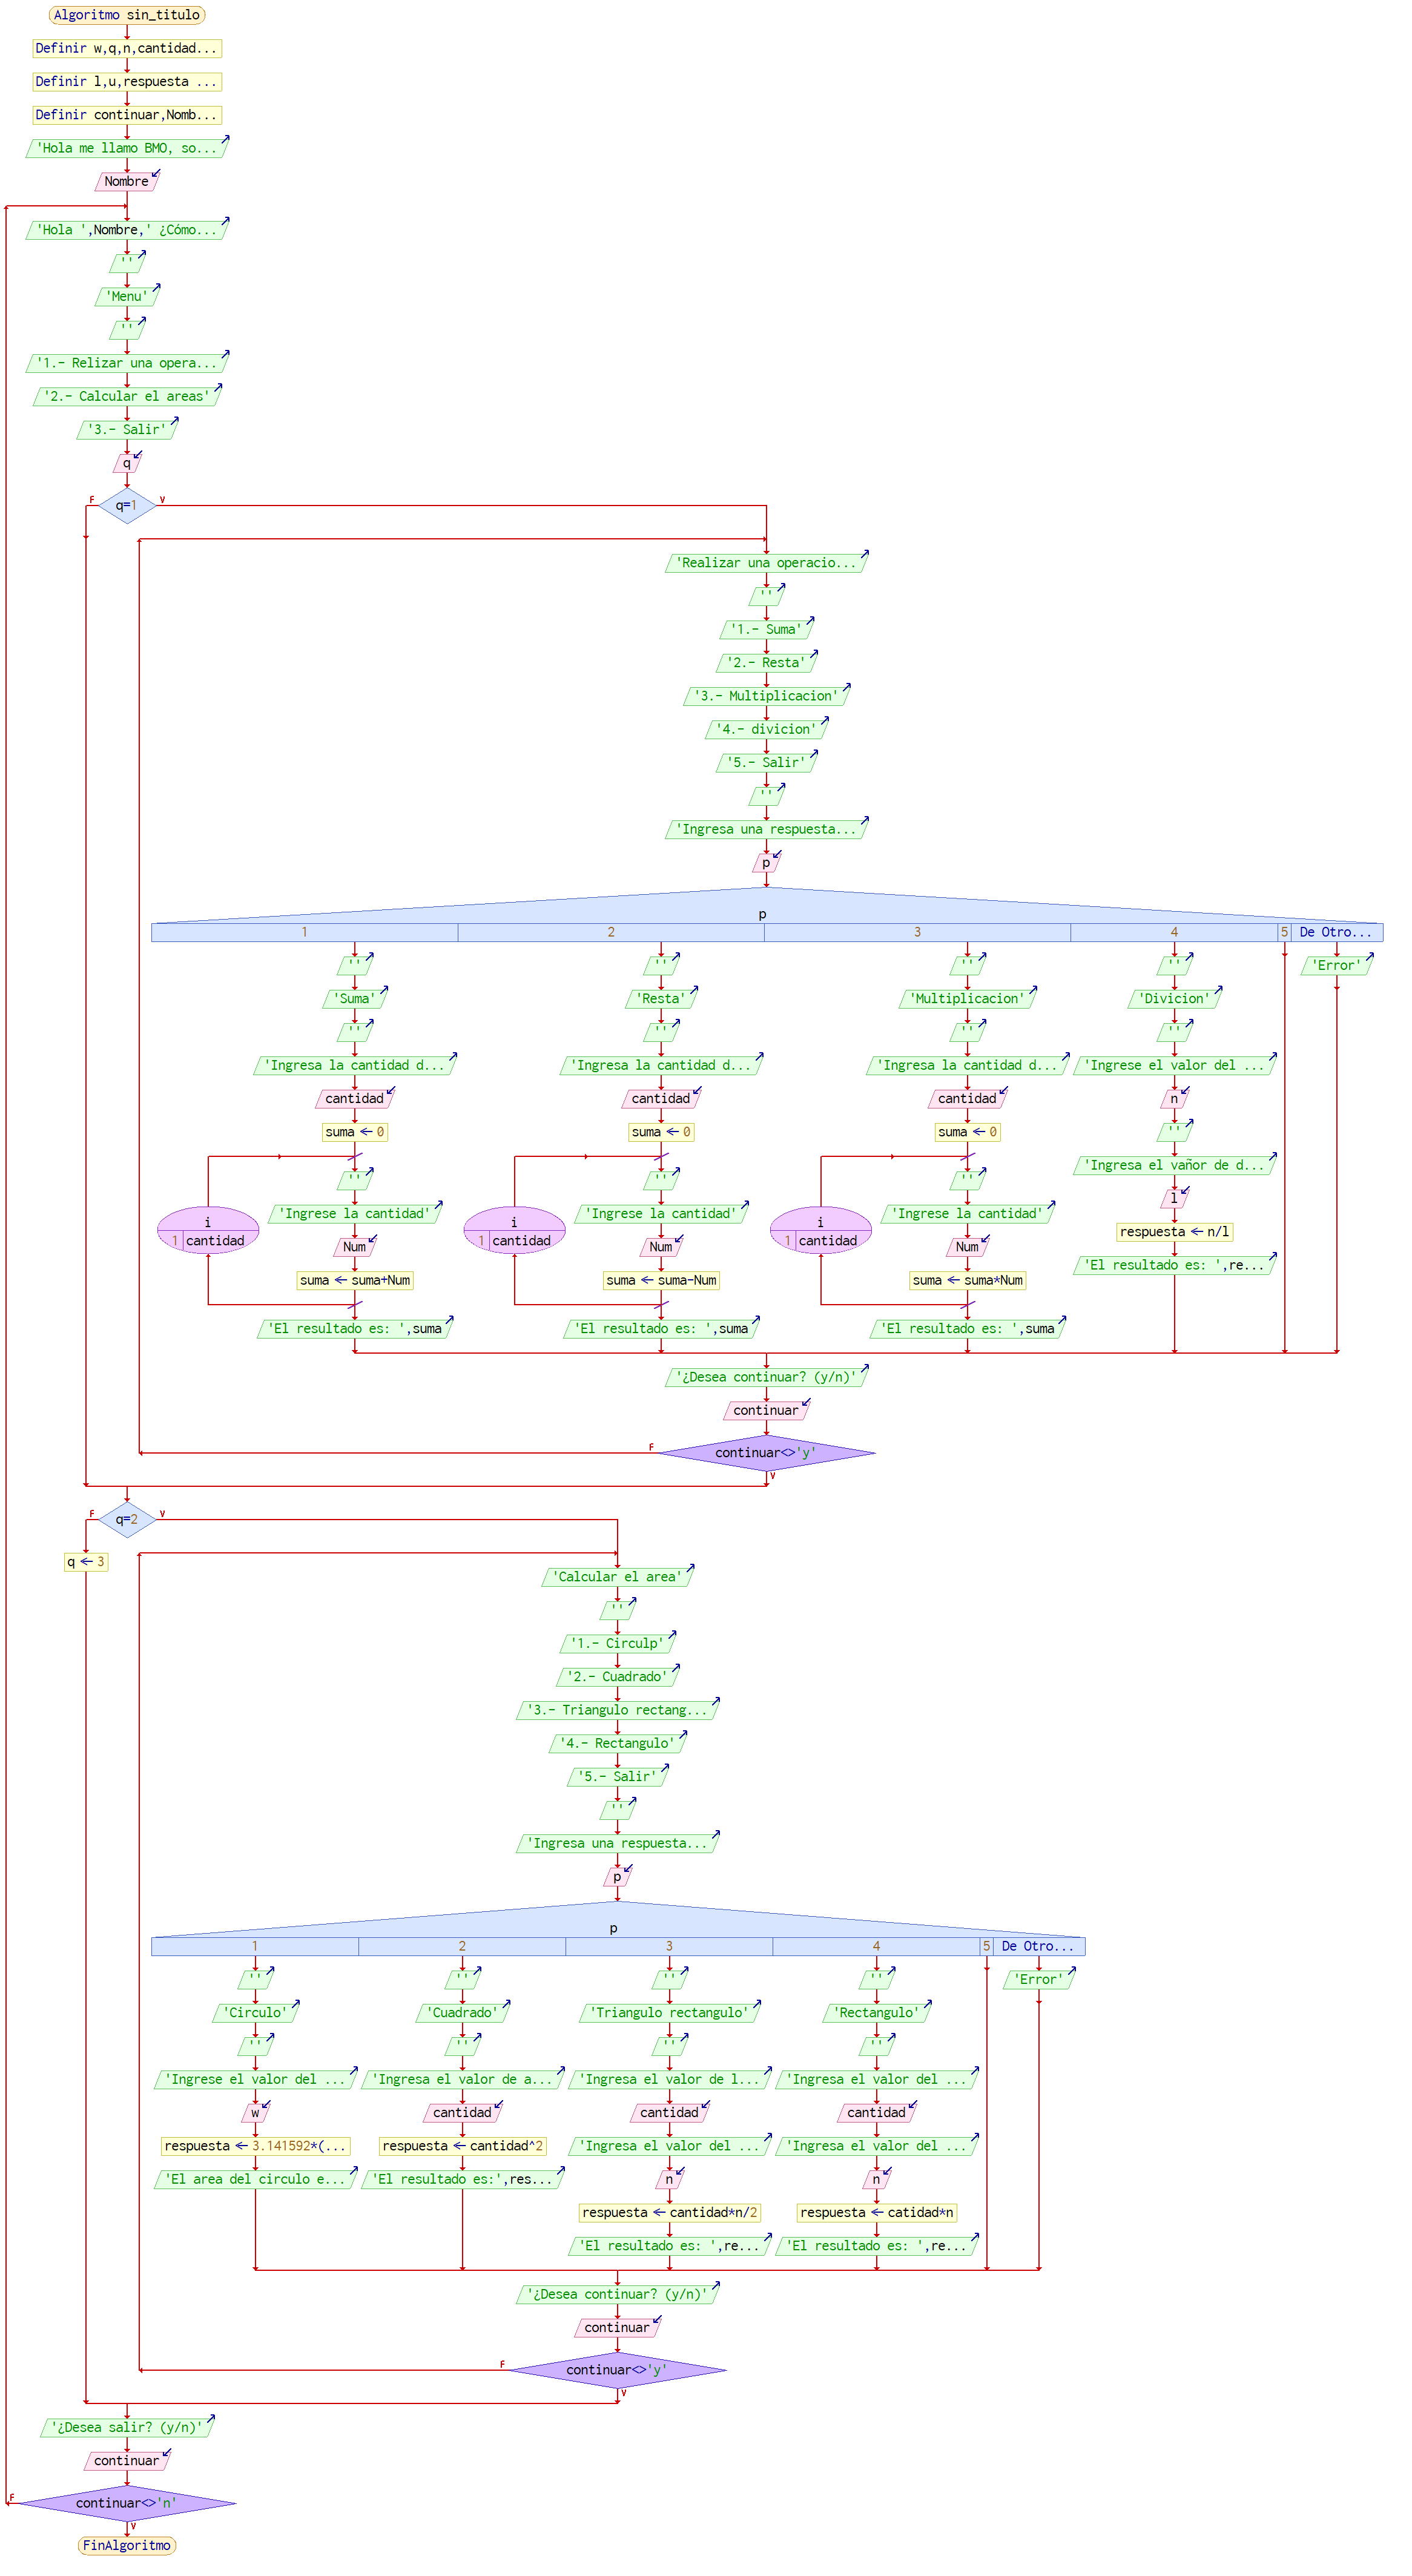 Algoritmo sin_titulo
Definir w,q,n,cantidad...
Definir l,u,respuesta ...
Definir continuar,Nomb...
'Hola me llamo BMO, so...
Nombre
'Hola ',Nombre,' ¿Cómo...
''
'Menu'
''
'1.- Relizar una opera...
'2.- Calcular el areas'
'3.- Salir'
q
F q=1 V
'Realizar una operacio...
''
'1.- Suma'
'2.- Resta'
'3.- Multiplicacion'
'4.- divicion'
'5.- Salir'
''
'Ingresa una respuesta...
p
p
1 2 3 4 5 De Otro...
'' '' '' '' 'Error'
'Suma' 'Resta' 'Multiplicacion' 'Divicion'
'' '' '' ''
'Ingresa la cantidad d... 'Ingresa la cantidad d... 'Ingresa la cantidad d... 'Ingrese el valor del ...
cantidad cantidad cantidad n
suma ← 0 suma ← 0 suma ← 0 ''
'' '' '' 'Ingresa el vañor de d...
'Ingrese la cantidad' 'Ingrese la cantidad' 'Ingrese la cantidad' l
i i i
1 cantidad Num 1 cantidad Num 1 cantidad Num respuesta ← n/l
suma ← suma+Num suma ← suma-Num suma ← suma*Num 'El resultado es: ',re...
'El resultado es: ',suma 'El resultado es: ',suma 'El resultado es: ',suma
'¿Desea continuar? (y/n)'
continuar
F continuar<>'y'
V
F q=2 V
q ← 3
'Calcular el area'
''
'1.- Circulp'
'2.- Cuadrado'
'3.- Triangulo rectang...
'4.- Rectangulo'
'5.- Salir'
''
'Ingresa una respuesta...
p
p
1 2 3 4 5 De Otro...
'' '' '' '' 'Error'
'Circulo' 'Cuadrado' 'Triangulo rectangulo' 'Rectangulo'
'' '' '' ''
'Ingrese el valor del ... 'Ingresa el valor de a... 'Ingresa el valor de l... 'Ingresa el valor del ...
w cantidad cantidad cantidad
respuesta ← 3.141592*(... respuesta ← cantidad^2 'Ingresa el valor del ... 'Ingresa el valor del ...
'El area del circulo e... 'El resultado es:',res... n n
respuesta ← cantidad*n/2 respuesta ← catidad*n
'El resultado es: ',re... 'El resultado es: ',re...
'¿Desea continuar? (y/n)'
continuar
F continuar<>'y'
V
'¿Desea salir? (y/n)'
continuar
F continuar<>'n'
V
FinAlgoritmo